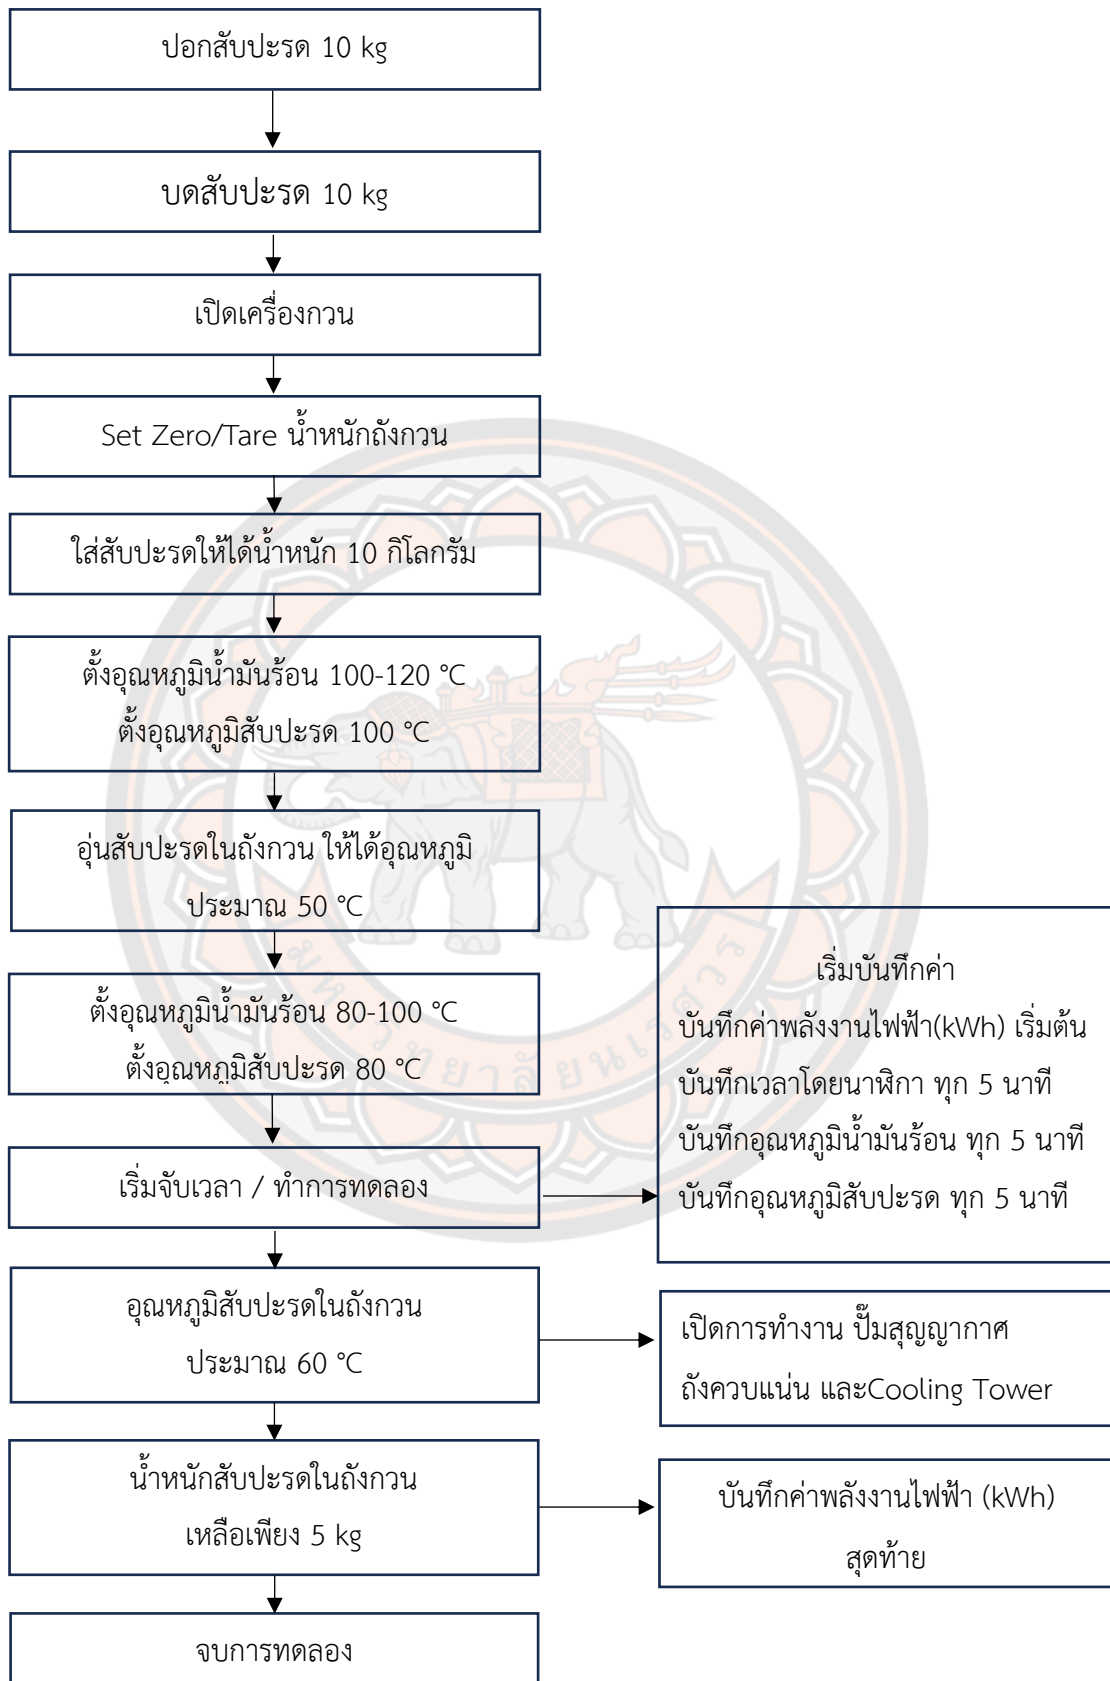 ปอกสับปะรด 10 kg
บดสับปะรด 10 kg
เปิดเครื่องกวน
Set Zero/Tare น้ำหนักถังกวน
ใส่สับปะรดให้ได้น้ำหนัก 10 กิโลกรัม
ตั้งอุณหภูมิน้ำมันร้อน 100-120 °C
ตั้งอุณหภูมิสับปะรด 100 °C
อุ่นสับปะรดในถังกวน ให้ได้อุณหภูมิ
ประมาณ 50 °C
ตั้งอุณหภูมิน้ำมันร้อน 80-100 °C
ตั้งอุณหภูมิสับปะรด 80 °C
เริ่มจับเวลา / ทำการทดลอง
เริ่มบันทึกค่า
บันทึกค่าพลังงานไฟฟ้า(kWh) เริ่มต้น
บันทึกเวลาโดยนาฬิกา ทุก 5 นาที
บันทึกอุณหภูมิน้ำมันร้อน ทุก 5 นาที
บันทึกอุณหภูมิสับปะรด ทุก 5 นาที
อุณหภูมิสับปะรดในถังกวน
ประมาณ 60 °C
เปิดการทำงาน ปั๊มสุญญากาศ
ถังควบแน่น และCooling Tower
น้ำหนักสับปะรดในถังกวน
เหลือเพียง 5 kg
บันทึกค่าพลังงานไฟฟ้า (kWh)
สุดท้าย
จบการทดลอง
มหาวิทยาลัยนเรศวร